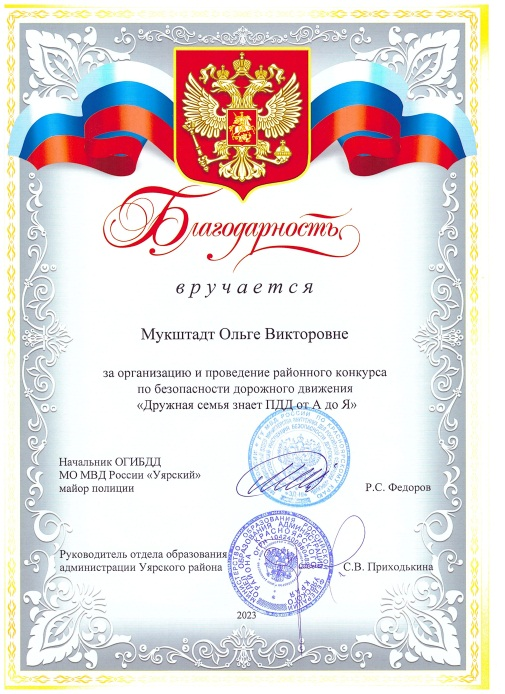 Благодарность
вручается
Мукштадт Ольге Викторовне
за организацию и проведение районного конкурса
по безопасности дорожного движения
«Дружная семья знает ПДД от А до Я»
Начальник ОГИБДД
МО МВД России «Уярский»
майор полиции
Р.С. Федоров
Руководитель отдела образования
администрации Уярского района
С.В. Приходькина
2023